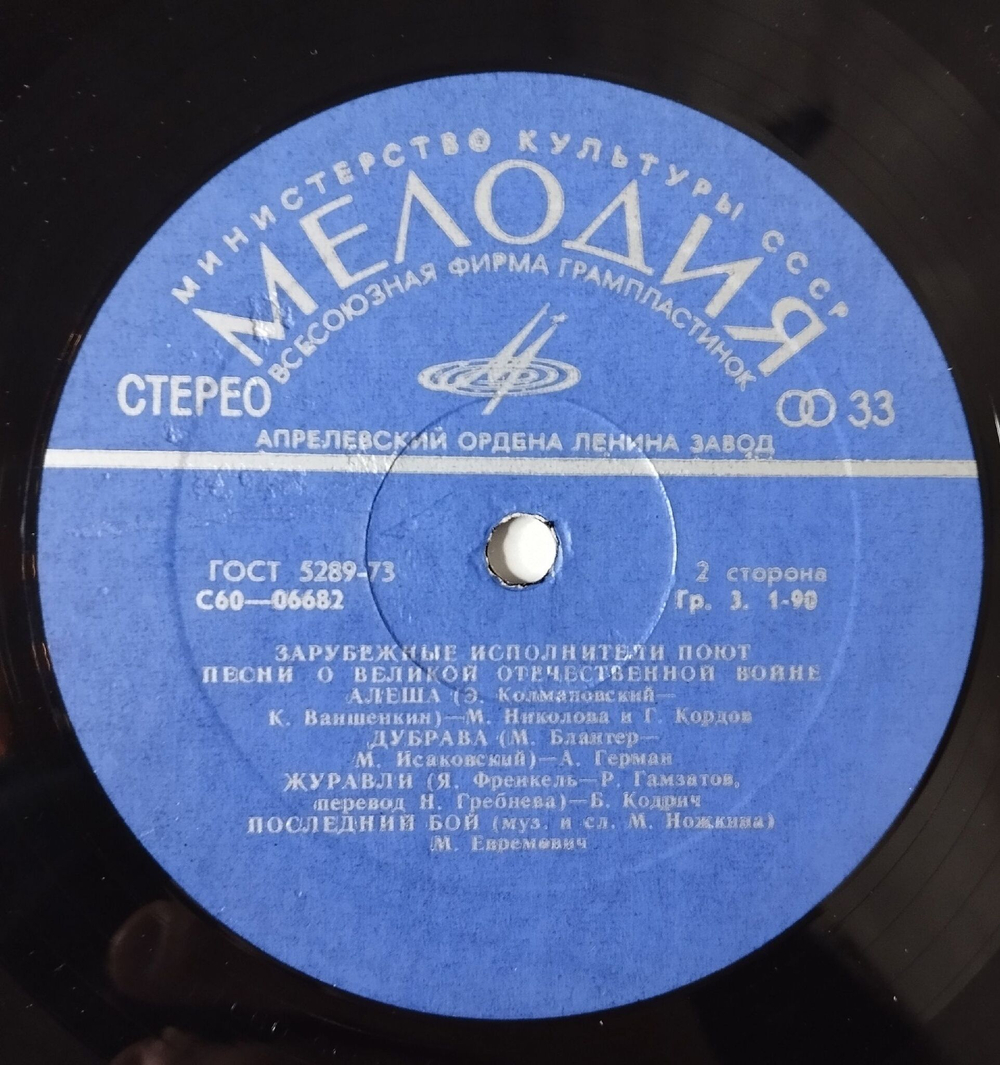 МИНИСТЕРСТВО КУЛЬТУРЫ СССР
МЕЛОДИЯ
ВСЕСОЮЗНАЯ ФИРМА ГРАМПЛАСТИНОК
СТЕРЕО
33
АПРЕЛЕВСКИЙ ОРДЕНА ЛЕНИНА ЗАВОД
ГОСТ 5289-73
2 сторона
С60—06682
Гр. 3. 1-90
ЗАРУБЕЖНЫЕ ИСПОЛНИТЕЛИ ПОЮТ
ПЕСНИ О ВЕЛИКОЙ ОТЕЧЕСТВЕННОЙ ВОЙНЕ
АЛЕША (Э. Колмановский—
К. Ваншенкин)—М. Николова и Г. Кордов
ДУБРАВА (М. Блантер—
М. Исаковский)—А. Герман
ЖУРАВЛИ (Я. Френкель—Р. Гамзатов,
перевод Н. Гребнева)—Б. Кодрич
ПОСЛЕДНИЙ БОЙ (муз. и сл. М. Ножкина)
М. Евремович